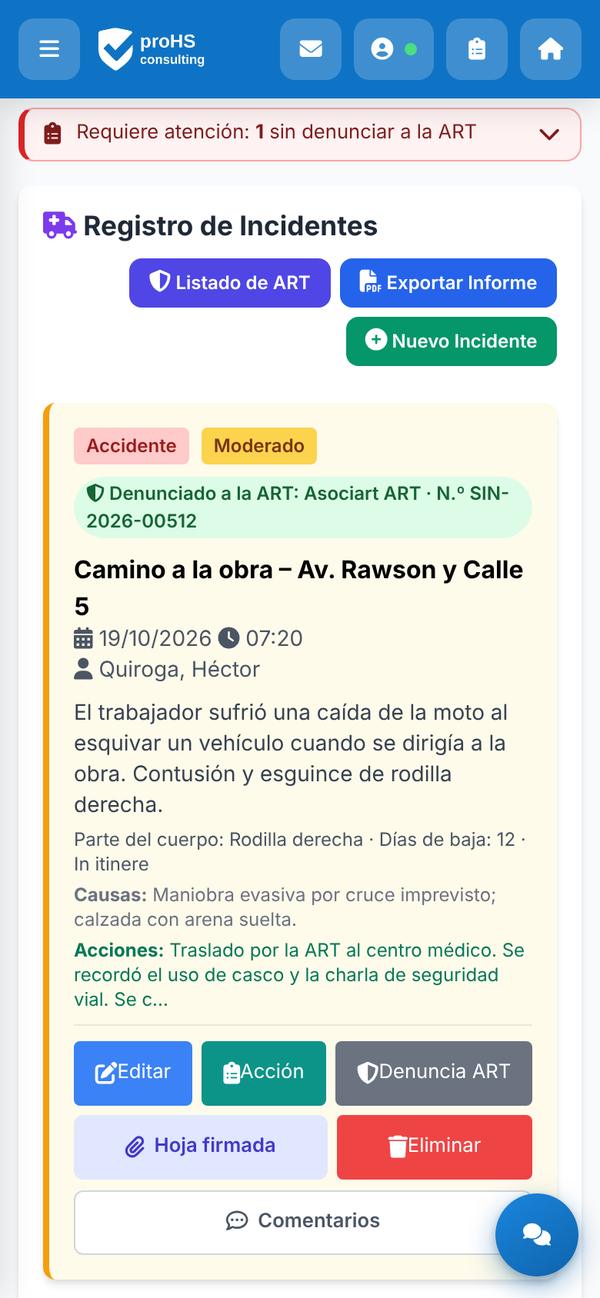 proHS
consulting
Requiere atención: 1 sin denunciar a la ART
Registro de Incidentes
Listado de ART
PDF Exportar Informe
Nuevo Incidente
Accidente Moderado
Denunciado a la ART: Asociart ART · N.º SIN-
2026-00512
Camino a la obra – Av. Rawson y Calle
5
19/10/2026 07:20
Quiroga, Héctor
El trabajador sufrió una caída de la moto al
esquivar un vehículo cuando se dirigía a la
obra. Contusión y esguince de rodilla
derecha.
Parte del cuerpo: Rodilla derecha · Días de baja: 12 ·
In itinere
Causas: Maniobra evasiva por cruce imprevisto;
calzada con arena suelta.
Acciones: Traslado por la ART al centro médico. Se
recordó el uso de casco y la charla de seguridad
vial. Se c...
Editar Acción Denuncia ART
Hoja firmada Eliminar
Comentarios